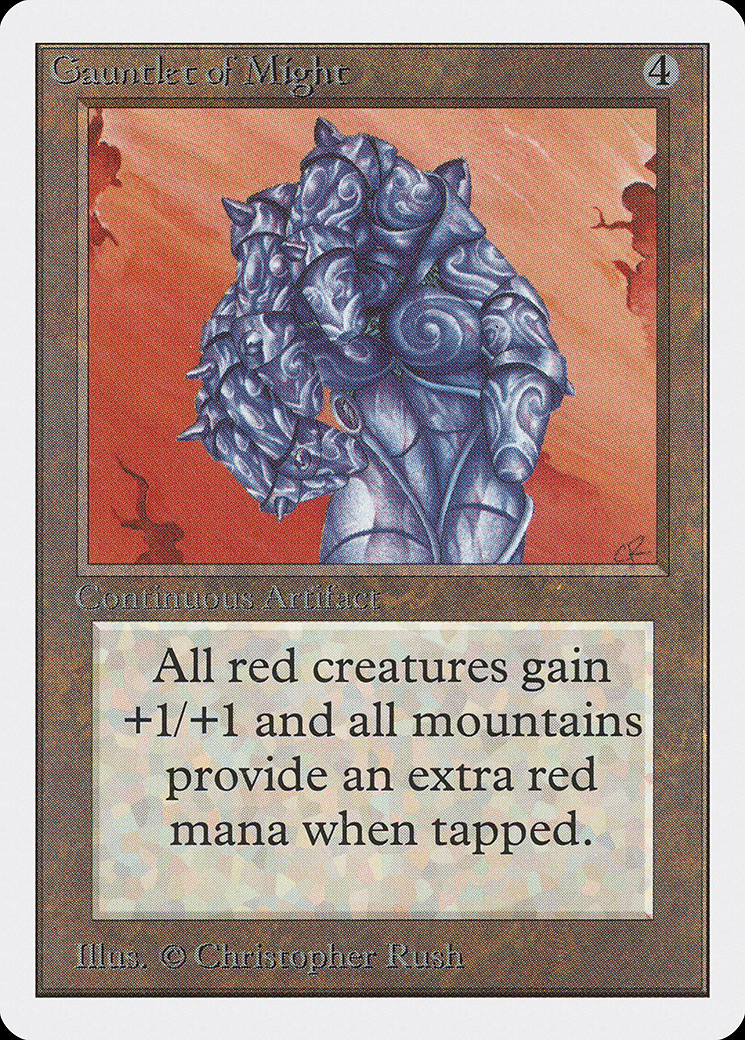 Gauntlet of Might 4
CR
Continuous Artifact
All red creatures gain
+1/+1 and all mountains
provide an extra red
mana when tapped.
Illus. © Christopher Rush